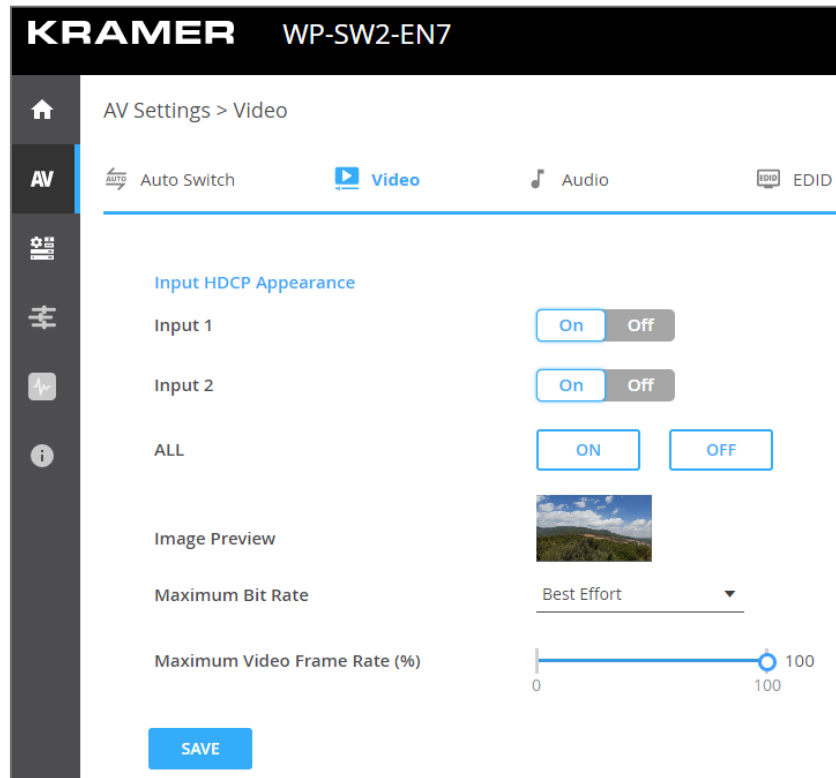 KRAMER WP-SW2-EN7
AV Settings > Video
AV
AUTO Auto Switch Video Audio EDID EDID
Input HDCP Appearance
Input 1 On Off
Input 2 On Off
ALL ON OFF
Image Preview
Maximum Bit Rate Best Effort
Maximum Video Frame Rate (%) 100
0 100
SAVE